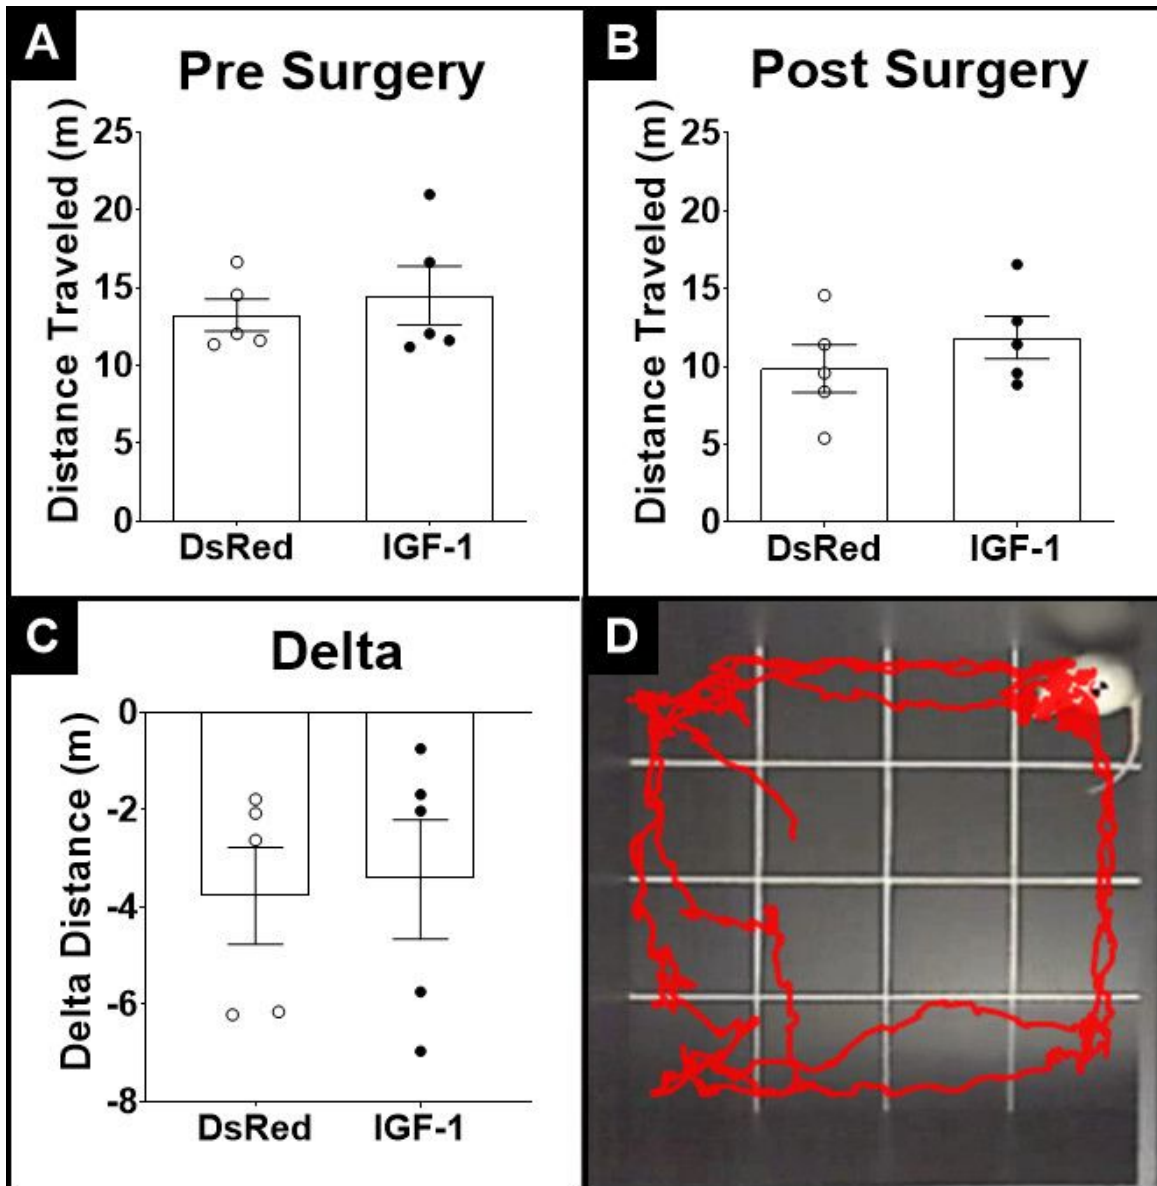 A
Pre Surgery
Distance Traveled (m)
25
20
15
10
5
0
DsRed IGF-1
B
Post Surgery
Distance Traveled (m)
25
20
15
10
5
0
DsRed IGF-1
C
Delta
Delta Distance (m)
0
-2
-4
-6
-8
DsRed IGF-1
D